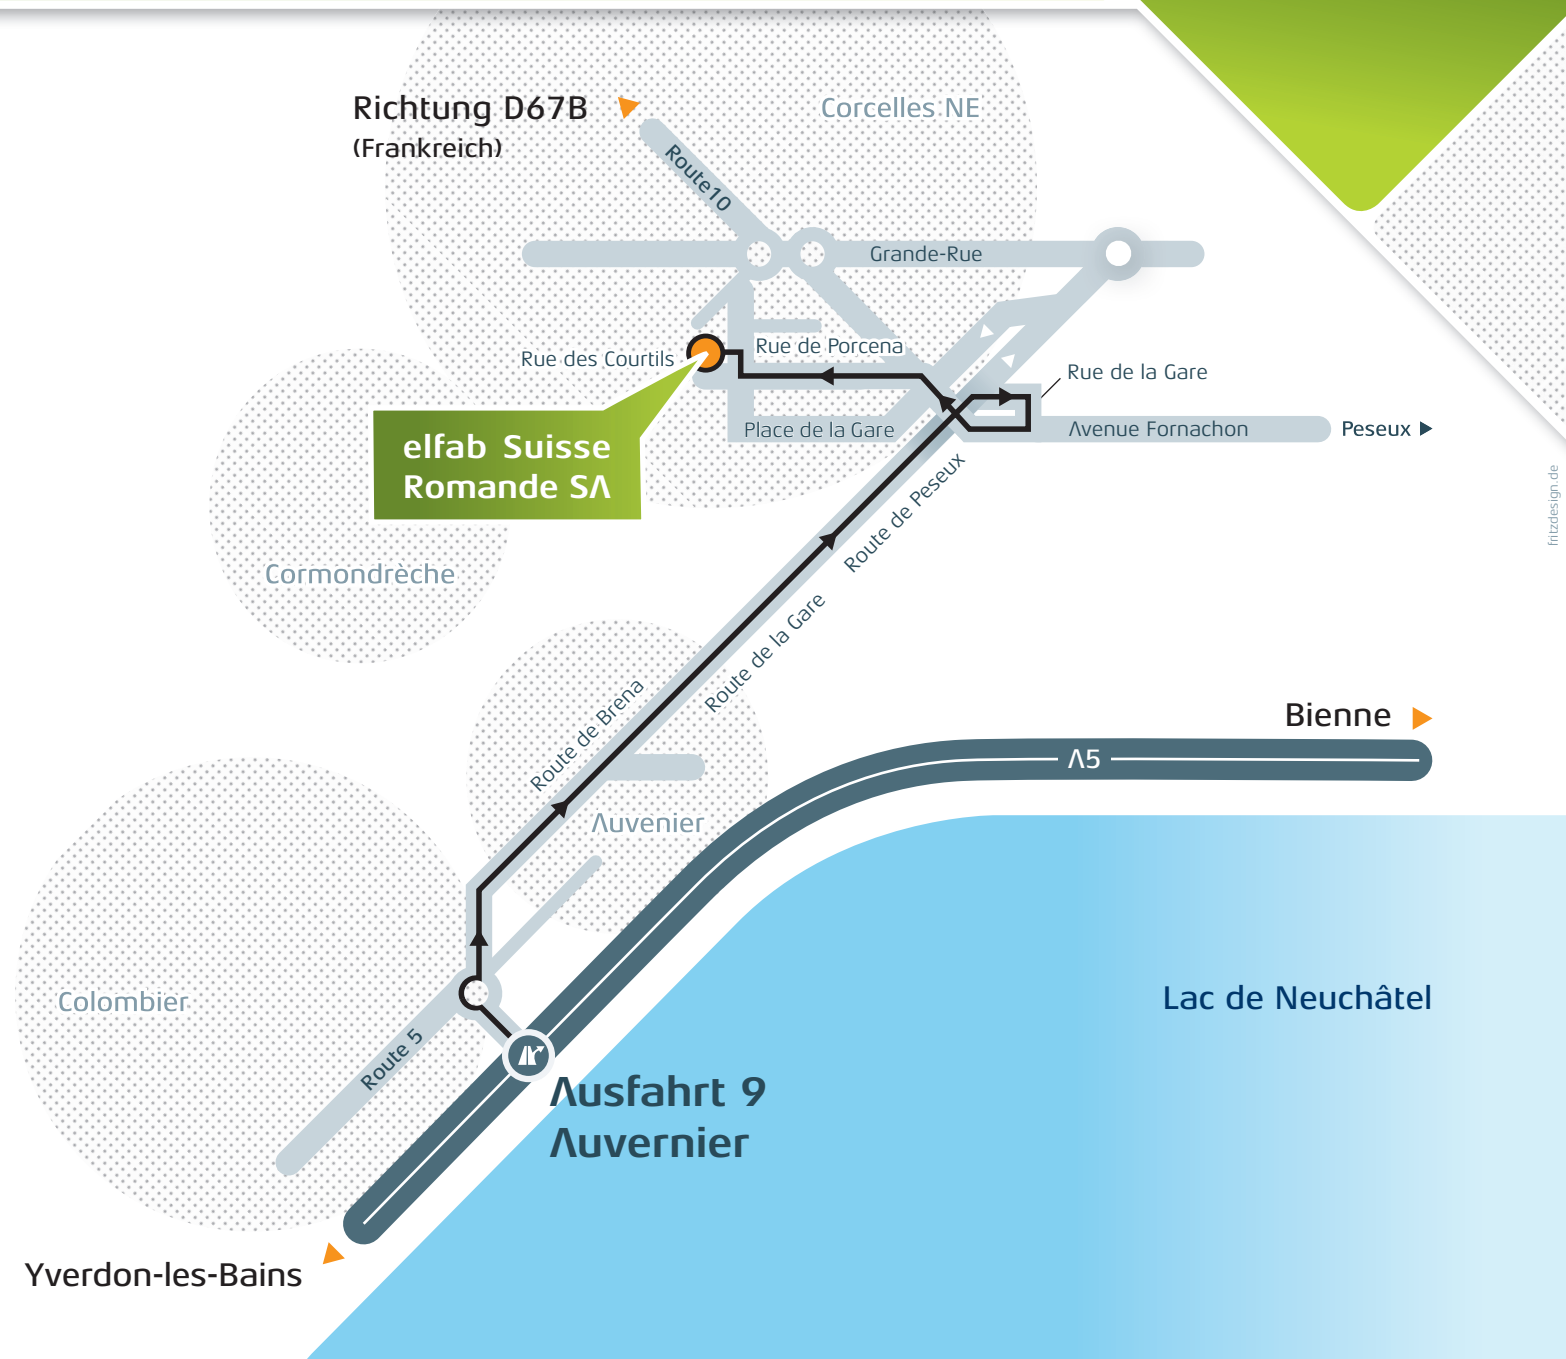 Richtung D67B
(Frankreich)
Corcelles NE
Route10
Grande-Rue
Rue des Courtils
Rue de Porcena
Rue de la Gare
Place de la Gare
Avenue Fornachon
Peseux
elfab Suisse
Romande SA
Route de Peseux
fritzdesign.de
Cormondrèche
Route de la Gare
Route de Brena
Bienne
A5
Auvenier
Colombier
Lac de Neuchâtel
Route 5
Ausfahrt 9
Auvernier
Yverdon-les-Bains